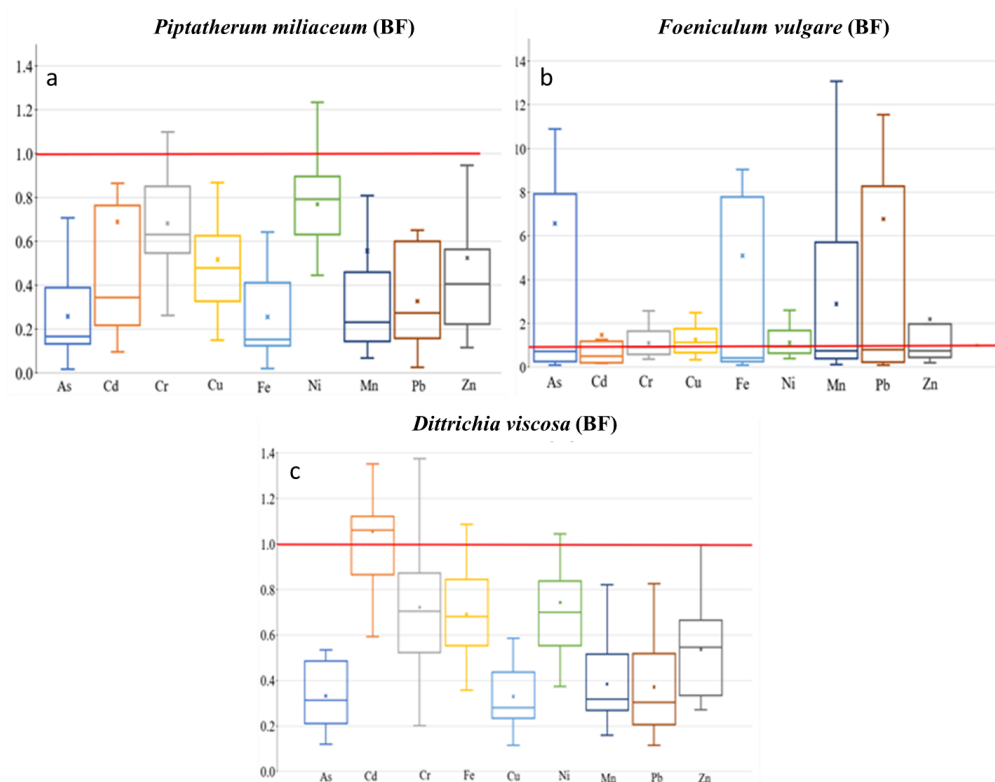 Piptatherum miliaceum (BF)
a
1.4
1.2
1.0
0.8
0.6
0.4
0.2
0.0
As Cd Cr Cu Fe Ni Mn Pb Zn
Foeniculum vulgare (BF)
b
14
12
10
8
6
4
2
0
As Cd Cr Cu Fe Ni Mn Pb Zn
Dittrichia viscosa (BF)
c
1.4
1.2
1.0
0.8
0.6
0.4
0.2
0.0
As Cd Cr Fe Cu Ni Mn Pb Zn